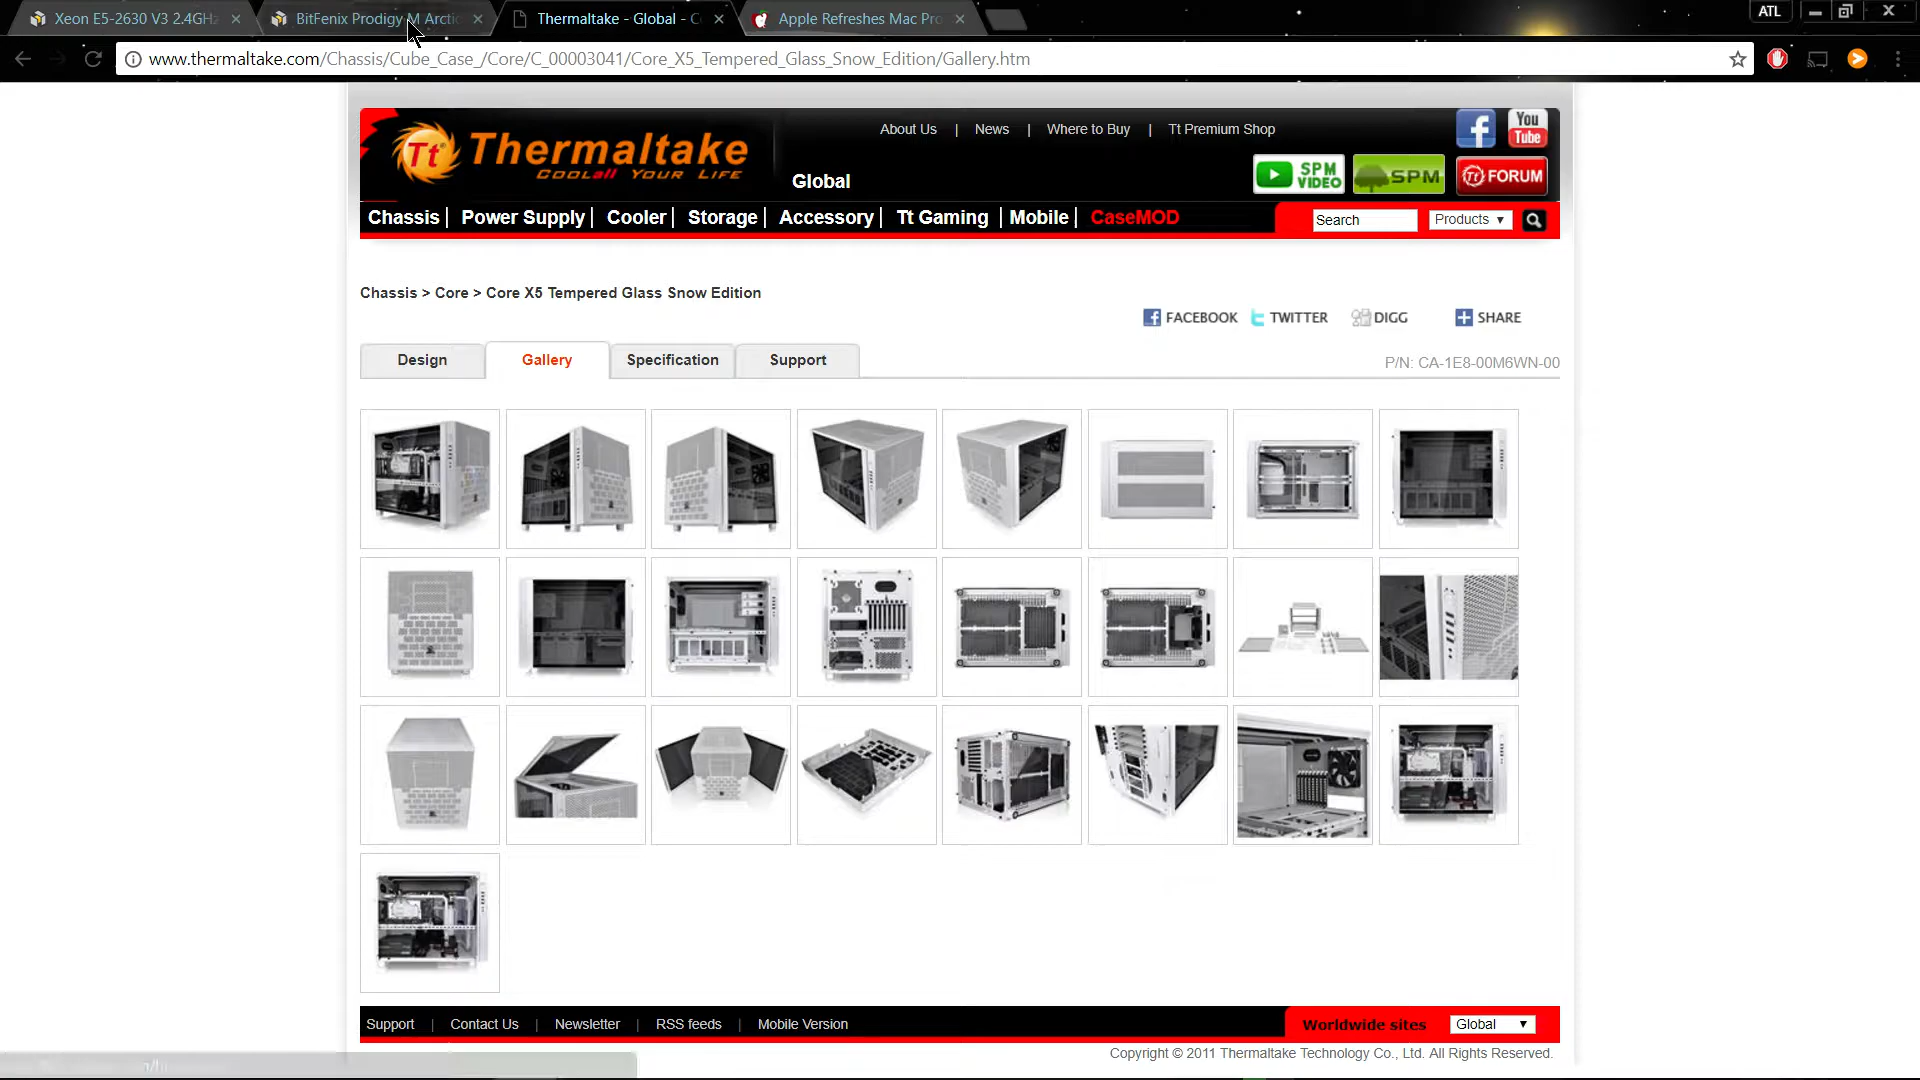 Xeon E5-2630 V3 2.4GHz
BitFenix Prodigy M Arctic
Thermaltake - Global - C
Apple Refreshes Mac Pro
ATL
www.thermaltake.com/Chassis/Cube_Case_/Core/C_00003041/Core_X5_Tempered_Glass_Snow_Edition/Gallery.htm
Tt Thermaltake
COOLall YOUR LIFE
Global
About Us | News | Where to Buy | Tt Premium Shop
You Tube
SPM VIDEO
SPM
Tt FORUM
Chassis | Power Supply | Cooler | Storage | Accessory | Tt Gaming | Mobile | CaseMOD
Search
Products
Chassis > Core > Core X5 Tempered Glass Snow Edition
FACEBOOK TWITTER DIGG SHARE
Design Gallery Specification Support
P/N: CA-1E8-00M6WN-00
Support | Contact Us | Newsletter | RSS feeds | Mobile Version
Worldwide sites Global
Copyright © 2011 Thermaltake Technology Co., Ltd. All Rights Reserved.